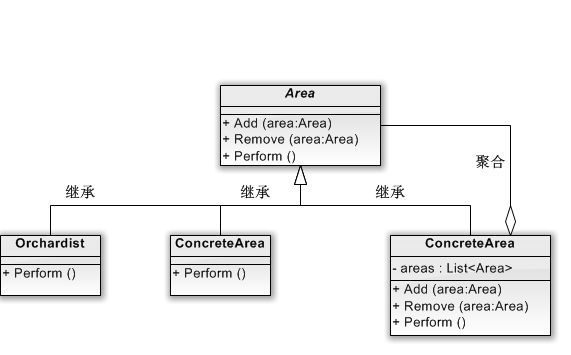 Area
+ Add (area:Area)
+ Remove (area:Area)
+ Perform ()
聚合
继承
继承
继承
Orchardist
+ Perform ()
ConcreteArea
+ Perform ()
ConcreteArea
- areas : List<Area>
+ Add (area:Area)
+ Remove (area:Area)
+ Perform ()